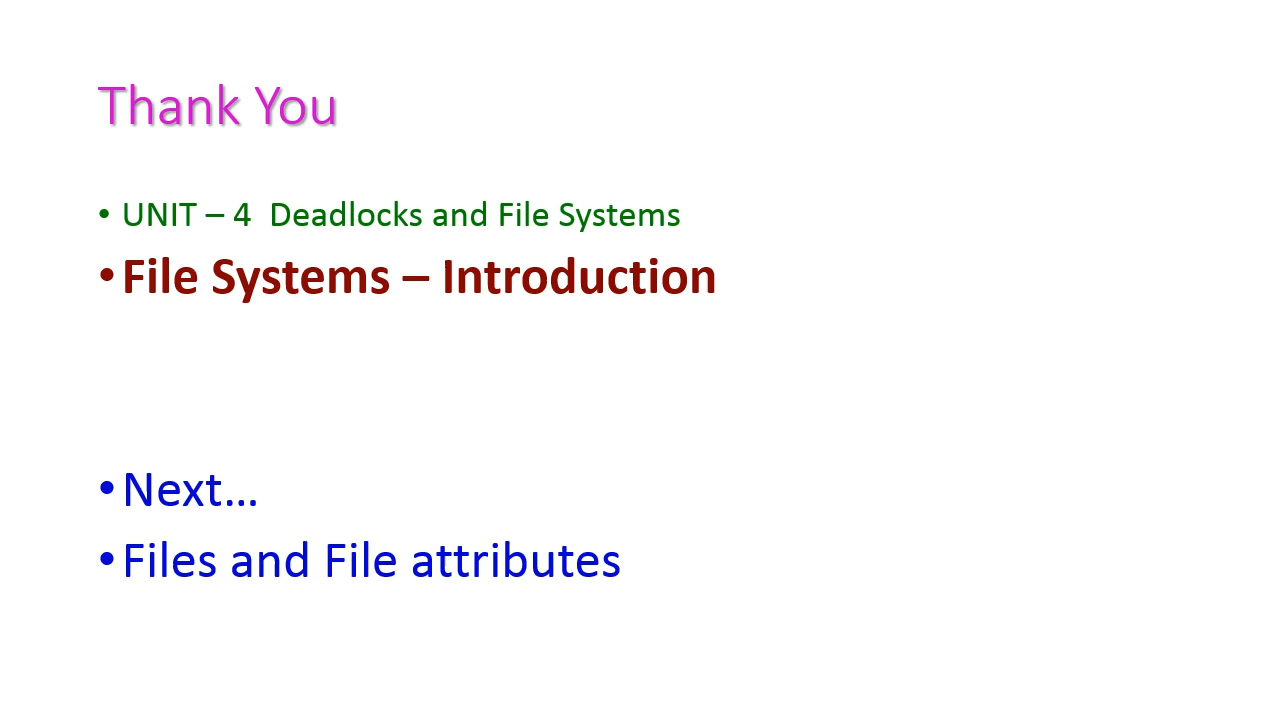 Thank You
• UNIT – 4  Deadlocks and File Systems
• File Systems – Introduction
• Next…
• Files and File attributes